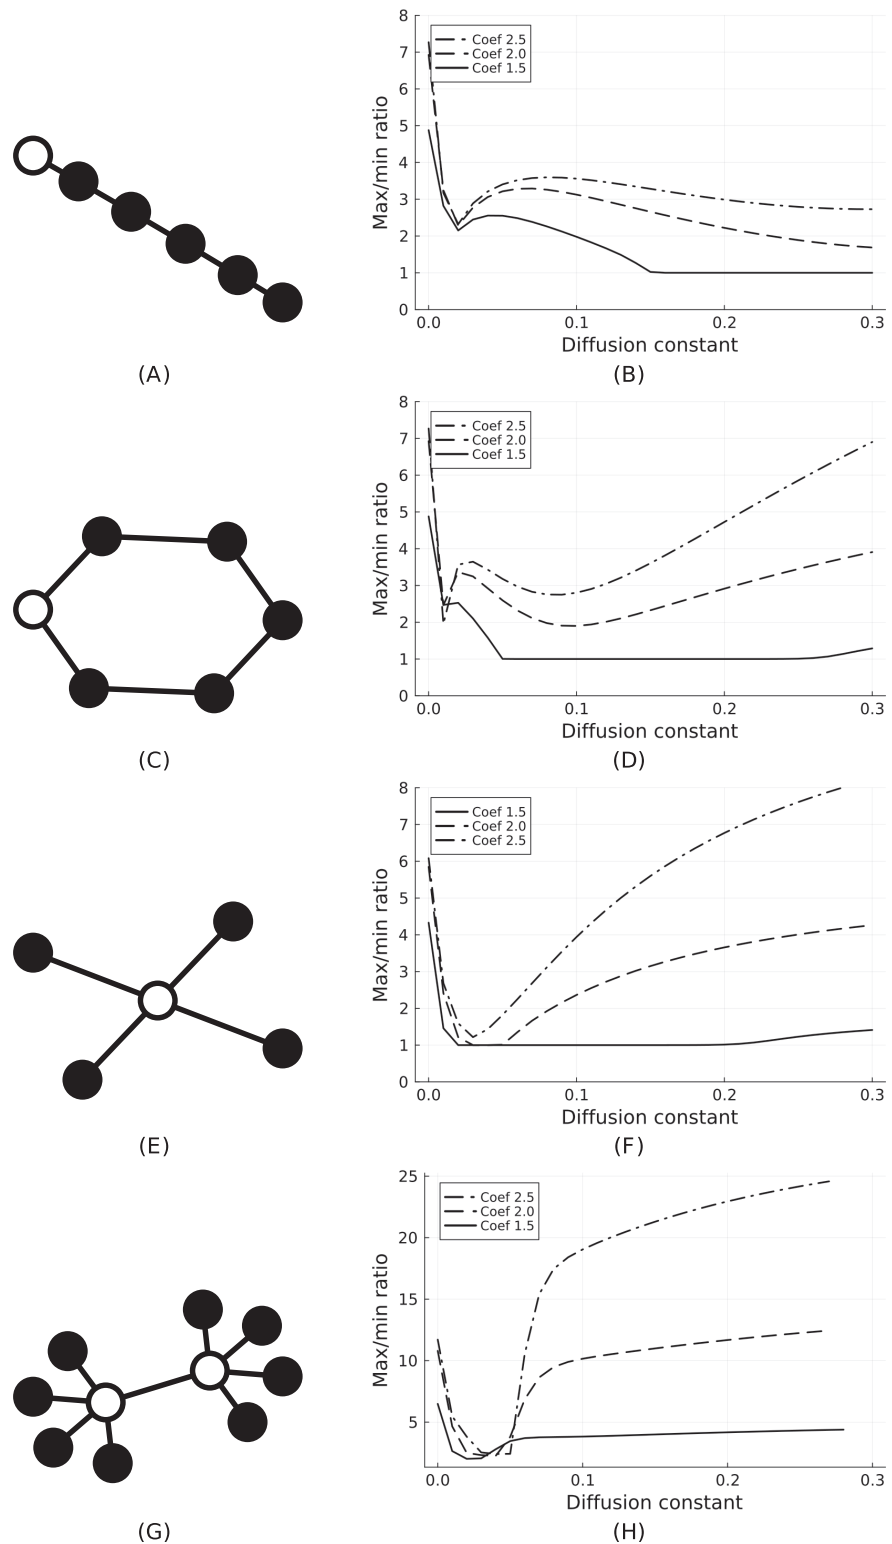 8
7
6
5
4
3
2
1
0
Max/min ratio
Coef 2.5
Coef 2.0
Coef 1.5
0.0 0.1 0.2 0.3
Diffusion constant
(A) (B)
8
7
6
5
4
3
2
1
0
Max/min ratio
Coef 2.5
Coef 2.0
Coef 1.5
0.0 0.1 0.2 0.3
Diffusion constant
(C) (D)
8
7
6
5
4
3
2
1
0
Max/min ratio
Coef 1.5
Coef 2.0
Coef 2.5
0.0 0.1 0.2 0.3
Diffusion constant
(E) (F)
25
20
15
10
5
Max/min ratio
Coef 2.5
Coef 2.0
Coef 1.5
0.0 0.1 0.2 0.3
Diffusion constant
(G) (H)